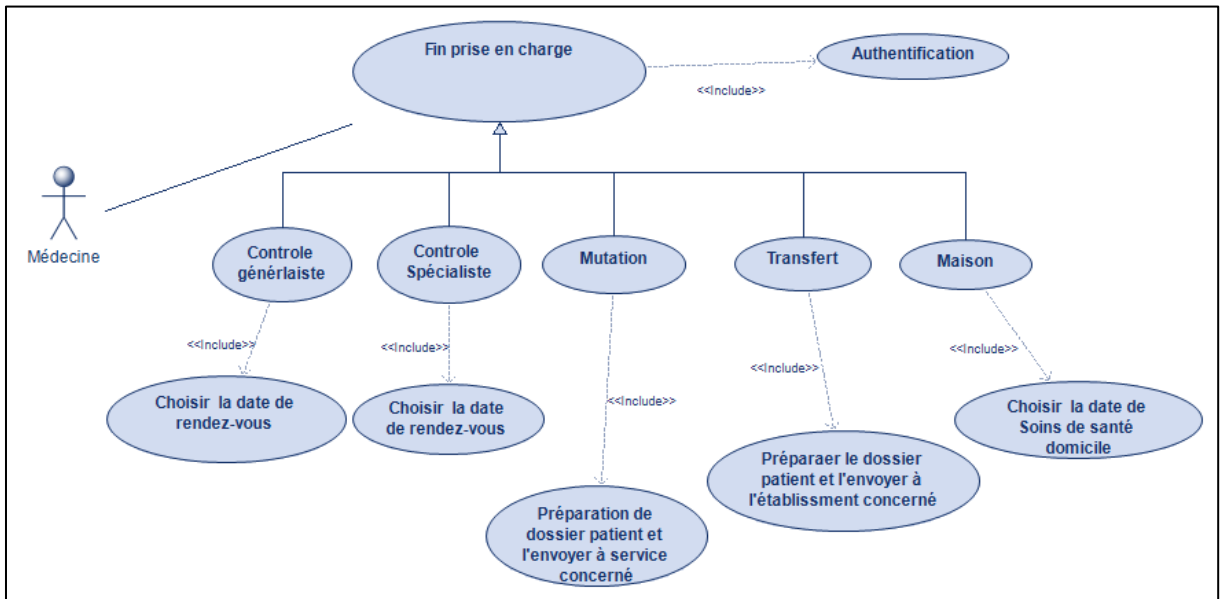 Fin prise en charge
Authentification
<<Include>>
Médecine
Controle
générlaiste
Controle
Spécialiste
Mutation
Transfert
Maison
<<Include>>
<<Include>>
<<Include>>
<<Include>>
<<Include>>
Choisir la date de
rendez-vous
Choisir la date
de rendez-vous
Préparation de
dossier patient et
l'envoyer à service
concerné
Préparaer le dossier
patient et l'envoyer à
l'établissment concerné
Choisir la date de
Soins de santé
domicile